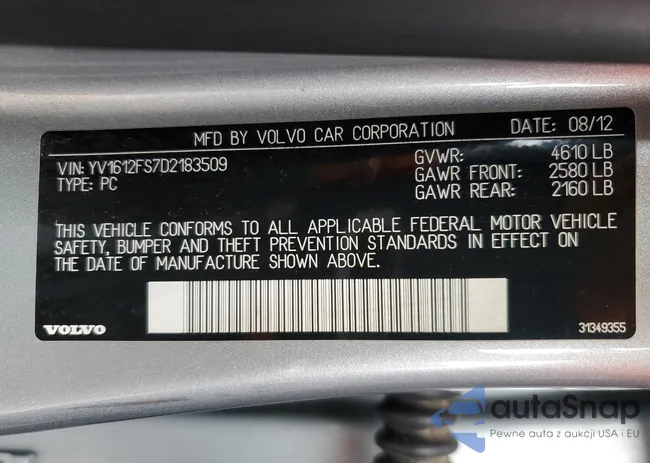 MFD BY VOLVO CAR CORPORATION DATE: 08/12
VIN: YV1612FS7D2183509 GVWR: 4610 LB
TYPE: PC GAWR FRONT: 2580 LB
GAWR REAR: 2160 LB
THIS VEHICLE CONFORMS TO ALL APPLICABLE FEDERAL MOTOR VEHICLE
SAFETY, BUMPER AND THEFT PREVENTION STANDARDS IN EFFECT ON
THE DATE OF MANUFACTURE SHOWN ABOVE.
VOLVO 31349355
autaSnap
Pewne auta z aukcji USA i EU